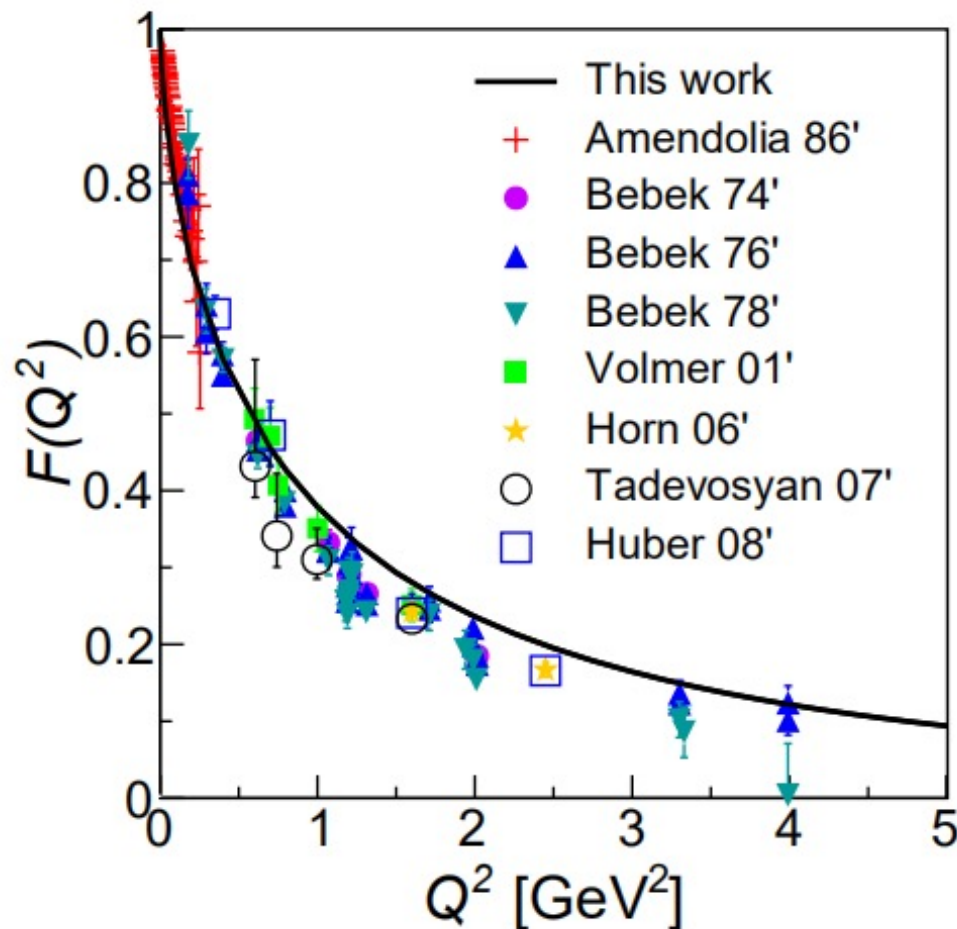 1
This work
Amendolia 86'
0.8
Bebek 74'
Bebek 76'
Bebek 78'
0.6
Volmer 01'
F(Q²)
Horn 06'
0.4
Tadevosyan 07'
Huber 08'
0.2
0
0 1 2 3 4 5
Q² [GeV²]